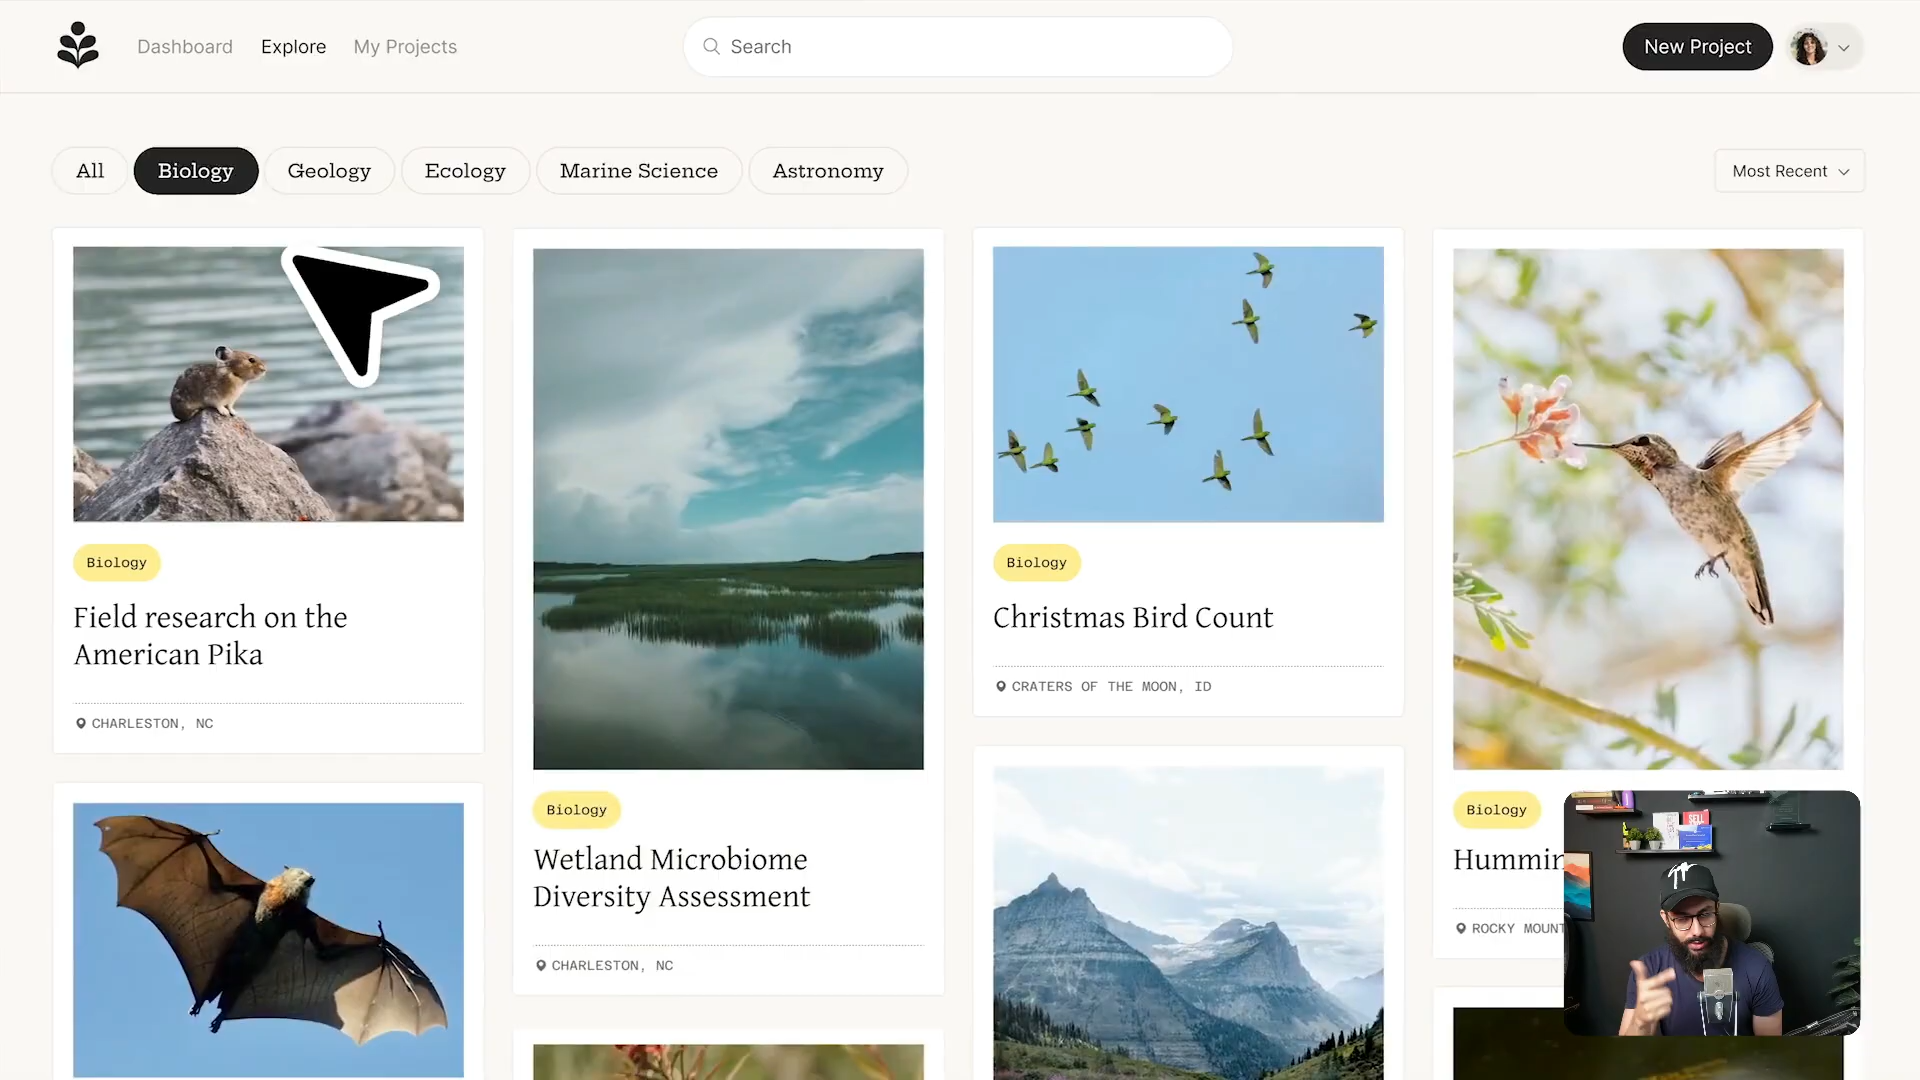 Dashboard Explore My Projects
Search
New Project
All Biology Geology Ecology Marine Science Astronomy
Most Recent
Biology
Field research on the
American Pika
CHARLESTON, NC
Biology
Wetland Microbiome
Diversity Assessment
CHARLESTON, NC
Biology
Christmas Bird Count
CRATERS OF THE MOON, ID
Biology
Hummin
ROCKY MOUNT
SELL